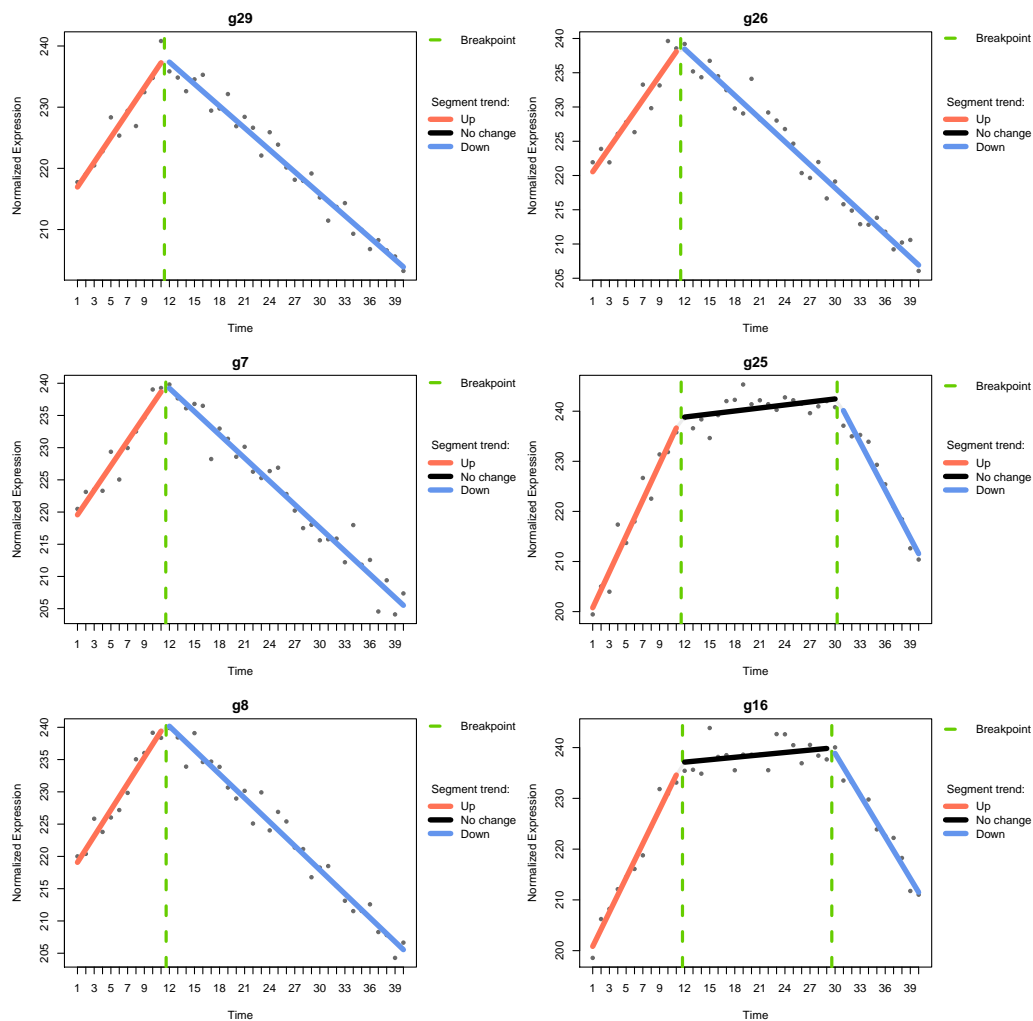 g29
Breakpoint
Segment trend:
Up
No change
Down
Normalized Expression
240
230
220
210
1 3 5 7 9 12 15 18 21 24 27 30 33 36 39
Time
g26
Breakpoint
Segment trend:
Up
No change
Down
Normalized Expression
240
235
230
225
220
215
210
205
1 3 5 7 9 12 15 18 21 24 27 30 33 36 39
Time
g7
Breakpoint
Segment trend:
Up
No change
Down
Normalized Expression
240
235
230
225
220
215
210
205
1 3 5 7 9 12 15 18 21 24 27 30 33 36 39
Time
g25
Breakpoint
Segment trend:
Up
No change
Down
Normalized Expression
240
230
220
210
200
1 3 5 7 9 12 15 18 21 24 27 30 33 36 39
Time
g8
Breakpoint
Segment trend:
Up
No change
Down
Normalized Expression
240
235
230
225
220
215
210
205
1 3 5 7 9 12 15 18 21 24 27 30 33 36 39
Time
g16
Breakpoint
Segment trend:
Up
No change
Down
Normalized Expression
240
230
220
210
200
1 3 5 7 9 12 15 18 21 24 27 30 33 36 39
Time